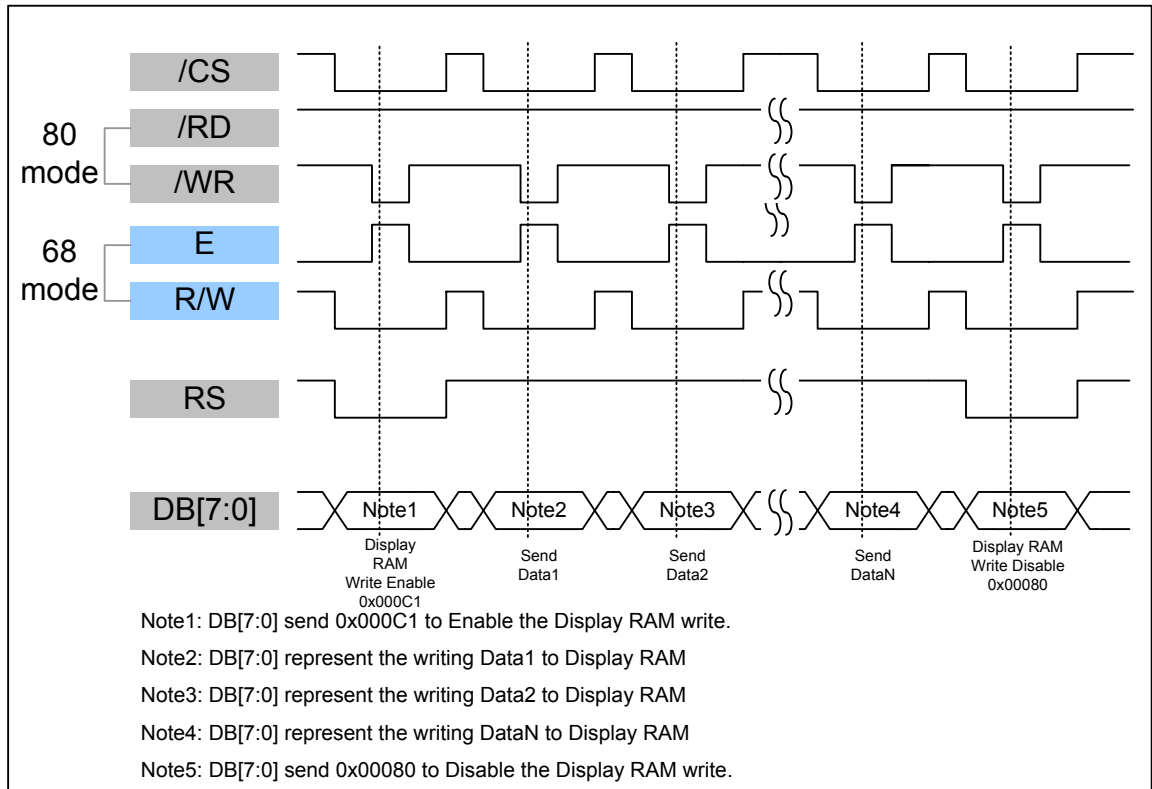 /CS
80
mode
/RD
/WR
68
mode
E
R/W
RS
DB[7:0]
Note1
Note2
Note3
Note4
Note5
Display
RAM
Write Enable
0x000C1
Send
Data1
Send
Data2
Send
DataN
Display RAM
Write Disable
0x00080
Note1: DB[7:0] send 0x000C1 to Enable the Display RAM write.
Note2: DB[7:0] represent the writing Data1 to Display RAM
Note3: DB[7:0] represent the writing Data2 to Display RAM
Note4: DB[7:0] represent the writing DataN to Display RAM
Note5: DB[7:0] send 0x00080 to Disable the Display RAM write.